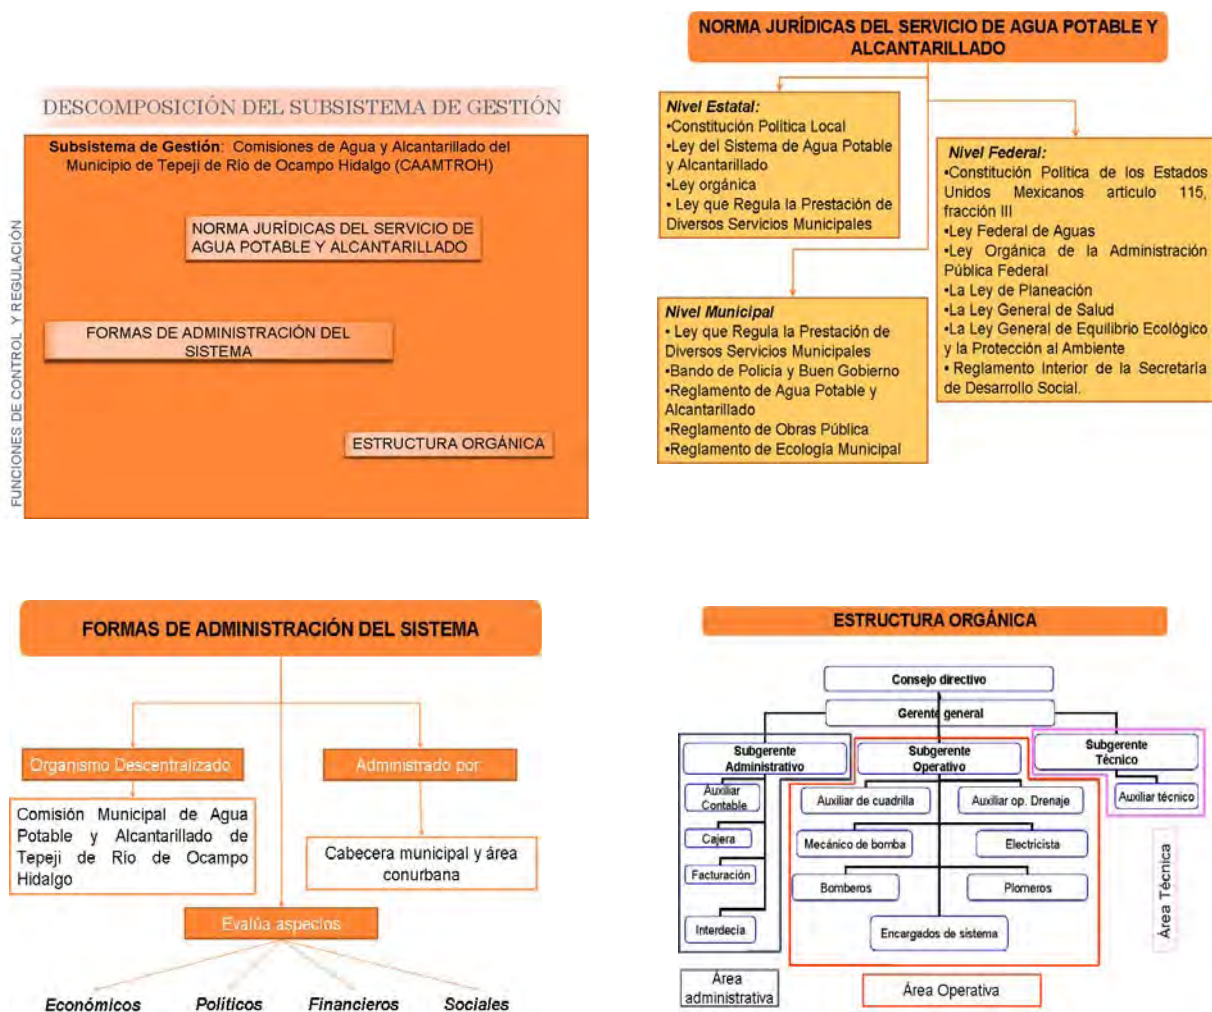 DESCOMPOSICIÓN DEL SUBSISTEMA DE GESTIÓN
Subsistema de Gestión: Comisiones de Agua y Alcantarillado del
Municipio de Tepeji de Río de Ocampo Hidalgo (CAAMTROH)
NORMA JURÍDICAS DEL SERVICIO DE
AGUA POTABLE Y ALCANTARILLADO
FORMAS DE ADMINISTRACIÓN DEL
SISTEMA
ESTRUCTURA ORGÁNICA
FUNCIONES DE CONTROL Y REGULACIÓN
NORMA JURÍDICAS DEL SERVICIO DE AGUA POTABLE Y
ALCANTARILLADO
Nivel Estatal:
•Constitución Política Local
•Ley del Sistema de Agua Potable
y Alcantarillado
•Ley orgánica
• Ley que Regula la Prestación de
Diversos Servicios Municipales
Nivel Federal:
•Constitución Política de los Estados
Unidos Mexicanos articulo 115,
fracción III
•Ley Federal de Aguas
•Ley Orgánica de la Administración
Pública Federal
•La Ley de Planeación
•La Ley General de Salud
•La Ley General de Equilibrio Ecológico
y la Protección al Ambiente
• Reglamento Interior de la Secretaría
de Desarrollo Social.
Nivel Municipal
• Ley que Regula la Prestación de
Diversos Servicios Municipales
•Bando de Policía y Buen Gobierno
•Reglamento de Agua Potable y
Alcantarillado
•Reglamento de Obras Pública
•Reglamento de Ecología Municipal
FORMAS DE ADMINISTRACIÓN DEL SISTEMA
Organismo Descentralizado
Administrado por:
Comisión Municipal de Agua
Potable y Alcantarillado de
Tepeji de Río de Ocampo
Hidalgo
Cabecera municipal y área
conurbana
Evalúa aspectos
Económicos
Políticos
Financieros
Sociales
ESTRUCTURA ORGÁNICA
Consejo directivo
Gerente general
Subgerente
Administrativo
Subgerente
Operativo
Subgerente
Técnico
Auxiliar
Contable
Cajera
Facturación
Interdecia
Auxiliar de cuadrilla
Auxiliar op. Drenaje
Mecánico de bomba
Electricista
Bomberos
Plomeros
Encargados de sistema
Auxiliar técnico
Área Técnica
Área
administrativa
Área Operativa